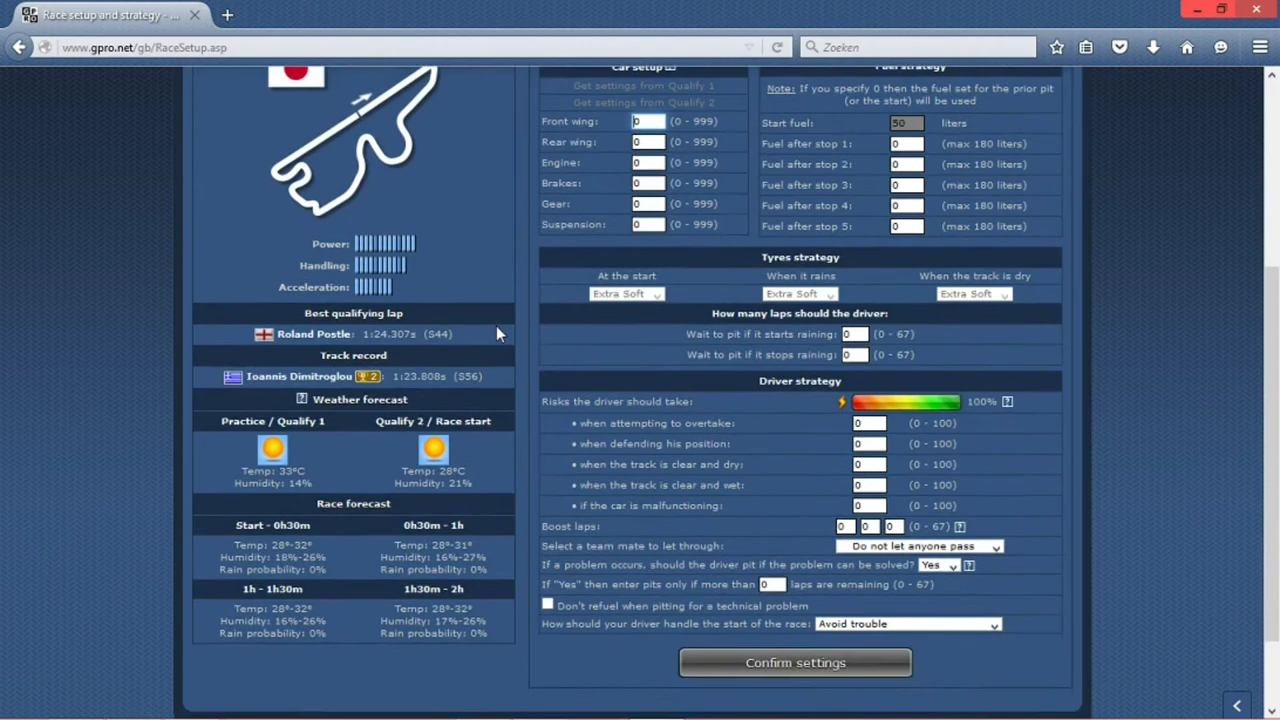 Race setup and strategy - ...
www.gpro.net/gb/RaceSetup.asp
Zoeken
Car setup
Fuel strategy
Get settings from Qualify 1
Get settings from Qualify 2
Note: If you specify 0 then the fuel set for the prior pit
(or the start) will be used
Front wing: 0 (0 - 999)
Rear wing: 0 (0 - 999)
Engine: 0 (0 - 999)
Brakes: 0 (0 - 999)
Gear: 0 (0 - 999)
Suspension: 0 (0 - 999)
Start fuel: 50 liters
Fuel after stop 1: 0 (max 180 liters)
Fuel after stop 2: 0 (max 180 liters)
Fuel after stop 3: 0 (max 180 liters)
Fuel after stop 4: 0 (max 180 liters)
Fuel after stop 5: 0 (max 180 liters)
Power:
Handling:
Acceleration:
Best qualifying lap
Roland Postle: 1:24.307s (S44)
Track record
Ioannis Dimitroglou 2 : 1:23.808s (S56)
? Weather forecast
Practice / Qualify 1 Qualify 2 / Race start
Temp: 33°C Temp: 28°C
Humidity: 14% Humidity: 21%
Race forecast
Start - 0h30m 0h30m - 1h
Temp: 28°-32° Temp: 28°-31°
Humidity: 18%-26% Humidity: 16%-27%
Rain probability: 0% Rain probability: 0%
1h - 1h30m 1h30m - 2h
Temp: 28°-32° Temp: 28°-32°
Humidity: 16%-26% Humidity: 17%-26%
Rain probability: 0% Rain probability: 0%
Tyres strategy
At the start When it rains When the track is dry
Extra Soft Extra Soft Extra Soft
How many laps should the driver:
Wait to pit if it starts raining: 0 (0 - 67)
Wait to pit if it stops raining: 0 (0 - 67)
Driver strategy
Risks the driver should take: 100% ?
• when attempting to overtake: 0 (0 - 100)
• when defending his position: 0 (0 - 100)
• when the track is clear and dry: 0 (0 - 100)
• when the track is clear and wet: 0 (0 - 100)
• if the car is malfunctioning: 0 (0 - 100)
Boost laps: 0 0 0 (0 - 67) ?
Select a team mate to let through: Do not let anyone pass
If a problem occurs, should the driver pit if the problem can be solved? Yes ?
If "Yes" then enter pits only if more than 0 laps are remaining (0 - 67)
Don't refuel when pitting for a technical problem
How should your driver handle the start of the race: Avoid trouble
Confirm settings